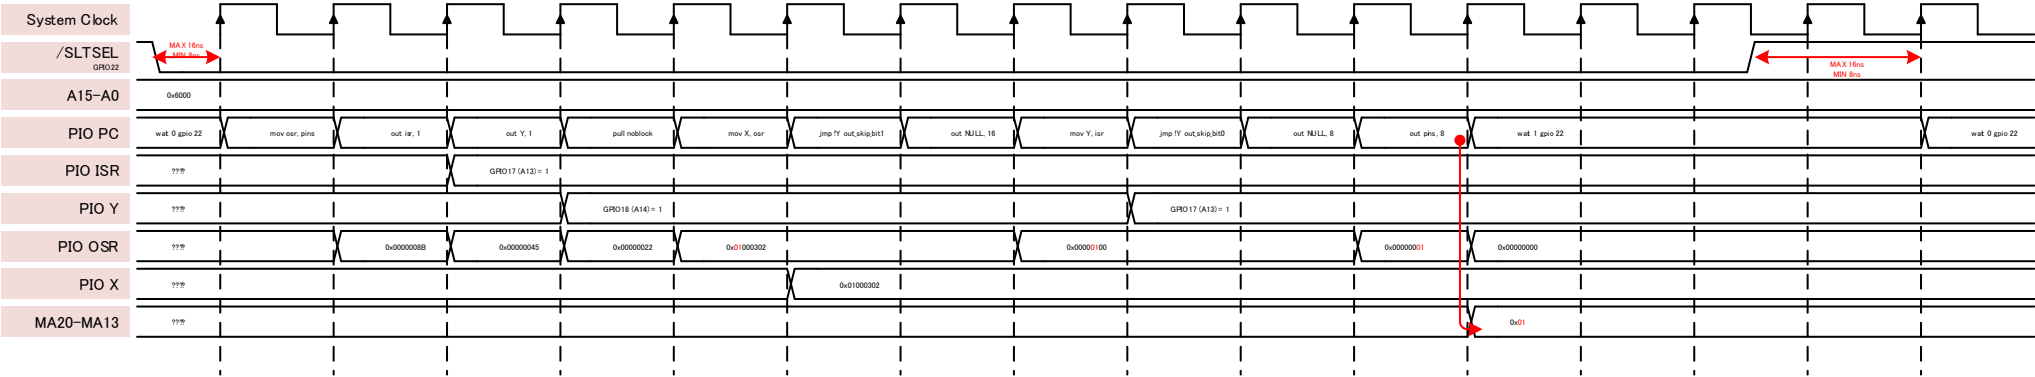 System Clock
/SLTSEL
GPIO22
MAX 16ns
MIN 8ns
MAX 16ns
MIN 8ns
A15-A0
0x6000
PIO PC
wait 0 gpio 22
mov osr, pins
out isr, 1
out Y, 1
pull noblock
mov X, osr
jmp !Y out_skip_bit1
out NULL, 16
mov Y, isr
jmp !Y out_skip_bit0
out NULL, 8
out pins, 8
wait 1 gpio 22
wait 0 gpio 22
PIO ISR
????
GPIO17 (A13) = 1
PIO Y
????
GPIO18 (A14) = 1
GPIO17 (A13) = 1
PIO OSR
????
0x0000008B
0x00000045
0x00000022
0x01000302
0x00000100
0x00000001
0x00000000
PIO X
????
0x01000302
MA20-MA13
????
0x01